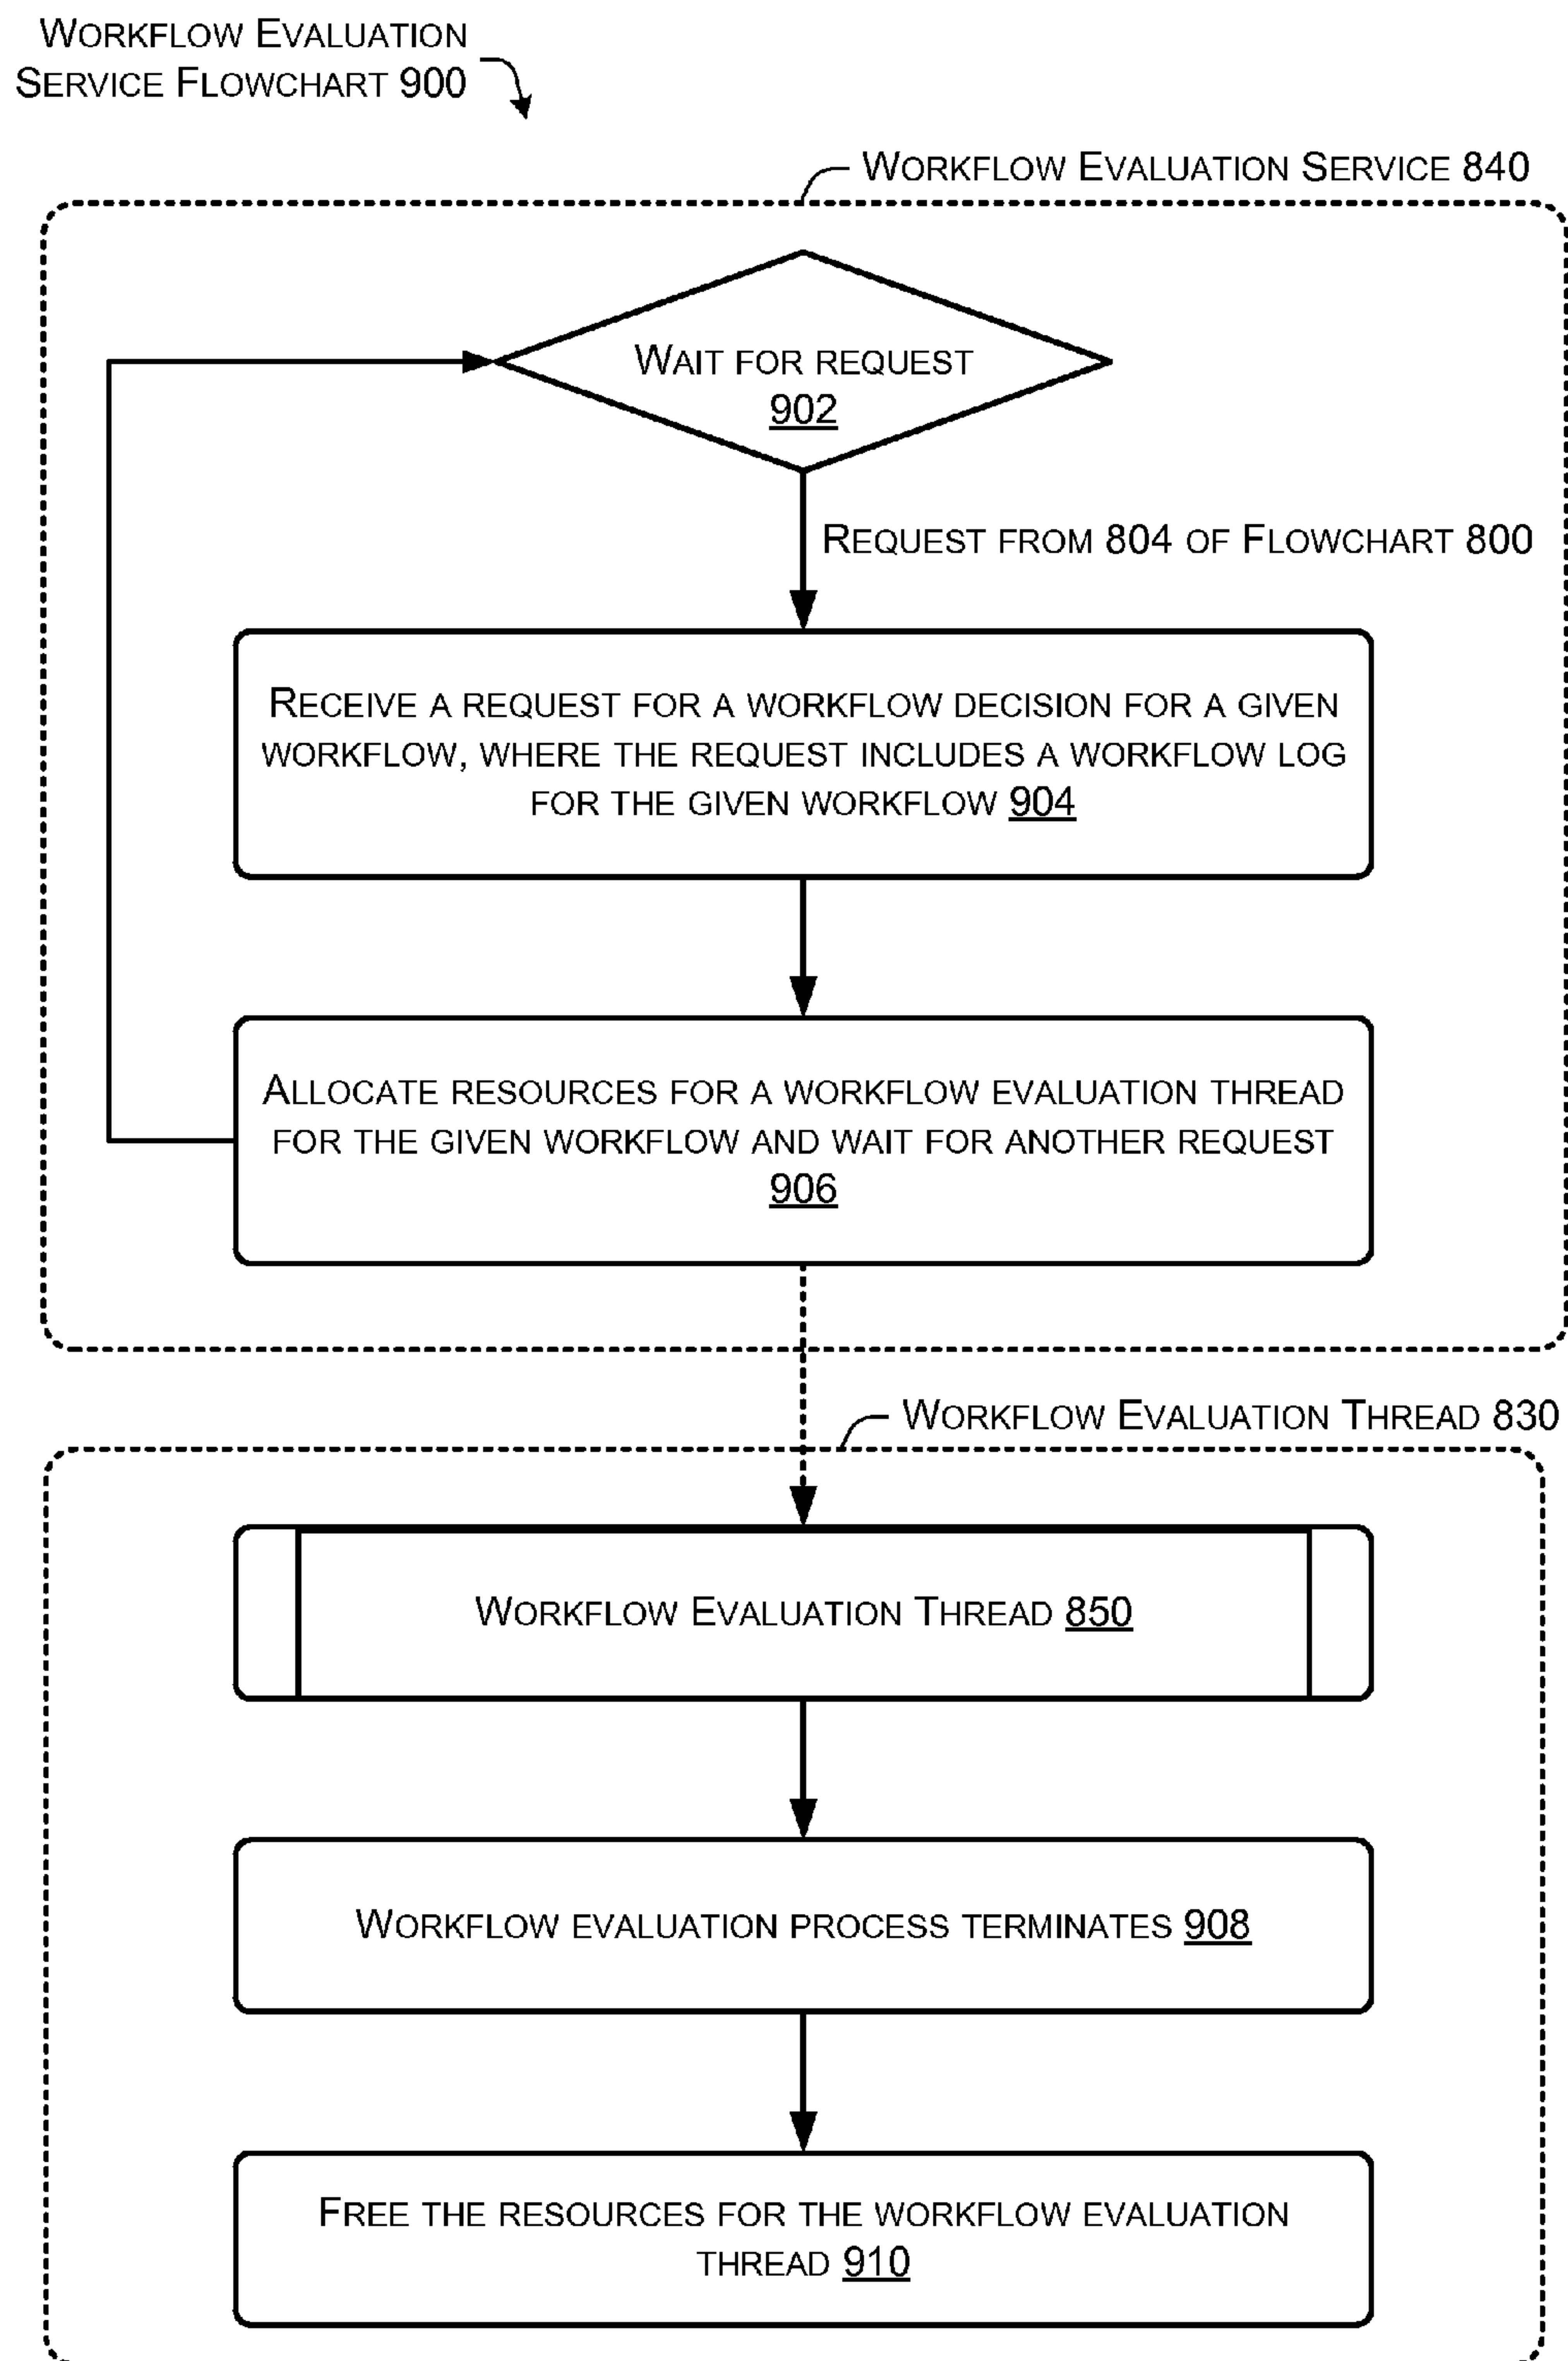 WORKFLOW EVALUATION
SERVICE FLOWCHART 900
WORKFLOW EVALUATION SERVICE 840
WAIT FOR REQUEST
902
REQUEST FROM 804 OF FLOWCHART 800
RECEIVE A REQUEST FOR A WORKFLOW DECISION FOR A GIVEN
WORKFLOW, WHERE THE REQUEST INCLUDES A WORKFLOW LOG
FOR THE GIVEN WORKFLOW 904
ALLOCATE RESOURCES FOR A WORKFLOW EVALUATION THREAD
FOR THE GIVEN WORKFLOW AND WAIT FOR ANOTHER REQUEST
906
WORKFLOW EVALUATION THREAD 830
WORKFLOW EVALUATION THREAD 850
WORKFLOW EVALUATION PROCESS TERMINATES 908
FREE THE RESOURCES FOR THE WORKFLOW EVALUATION
THREAD 910